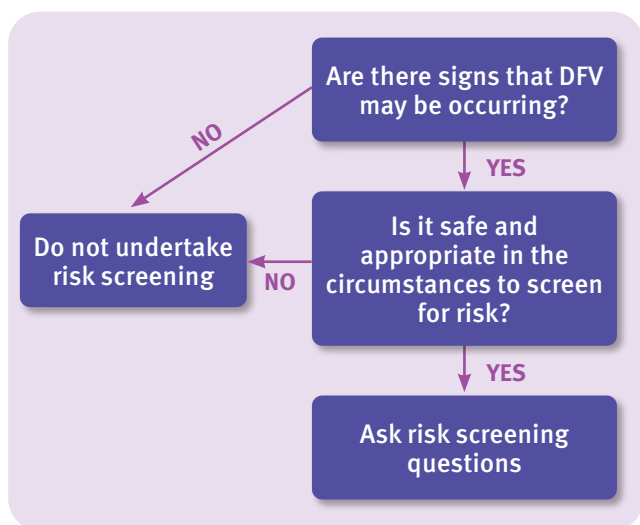 Are there signs that DFV
may be occurring?
NO
YES
Do not undertake
risk screening
NO
Is it safe and
appropriate in the
circumstances to screen
for risk?
YES
Ask risk screening
questions